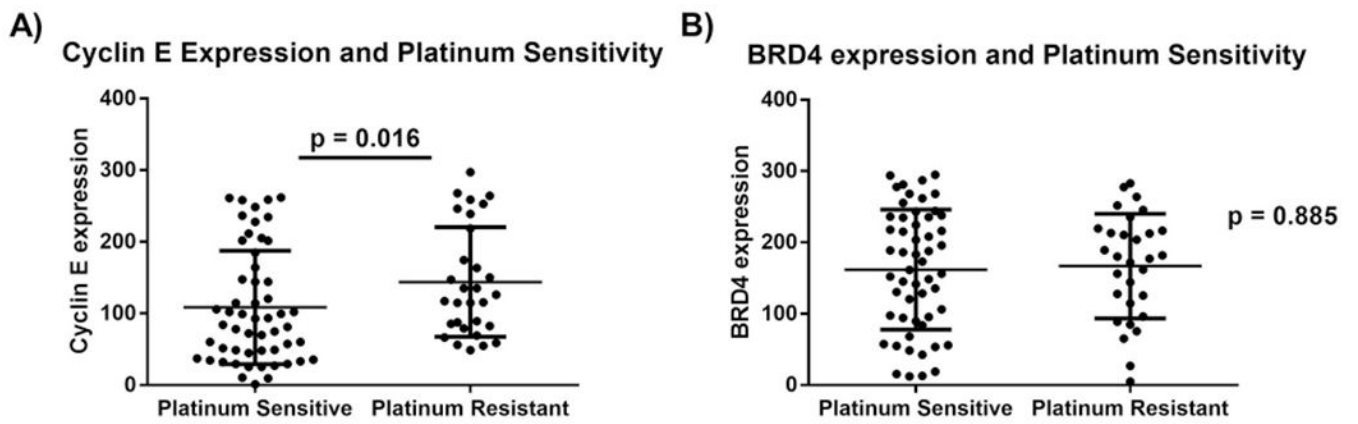 A)
Cyclin E Expression and Platinum Sensitivity
Cyclin E expression
400
300
200
100
0
p = 0.016
Platinum Sensitive
Platinum Resistant
B)
BRD4 expression and Platinum Sensitivity
BRD4 expression
400
300
200
100
0
p = 0.885
Platinum Sensitive
Platinum Resistant